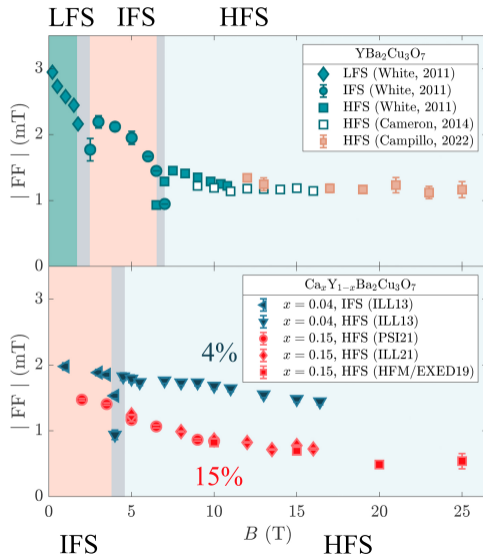 LFS IFS HFS
YBa2Cu3O7
LFS (White, 2011)
IFS (White, 2011)
HFS (White, 2011)
HFS (Cameron, 2014)
HFS (Campillo, 2022)
3
2
1
0
| FF | (mT)
CaxY1−xBa2Cu3O7
x = 0.04, IFS (ILL13)
x = 0.04, HFS (ILL13)
x = 0.15, HFS (PSI21)
x = 0.15, HFS (ILL21)
x = 0.15, HFS (HFM/EXED19)
4%
15%
3
2
1
0
| FF | (mT)
0 5 10 15 20 25
B (T)
IFS HFS